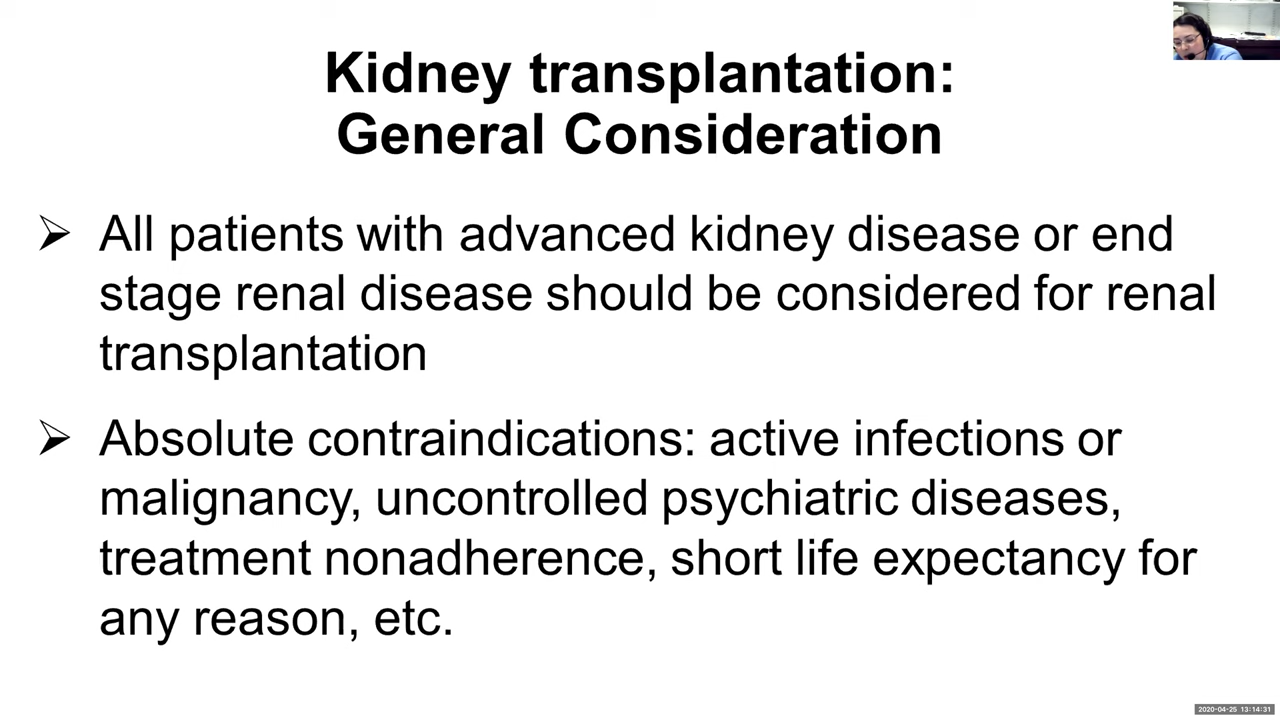 Kidney transplantation:
General Consideration
➢ All patients with advanced kidney disease or end
stage renal disease should be considered for renal
transplantation
➢ Absolute contraindications: active infections or
malignancy, uncontrolled psychiatric diseases,
treatment nonadherence, short life expectancy for
any reason, etc.
2020-04-25 13:14:31